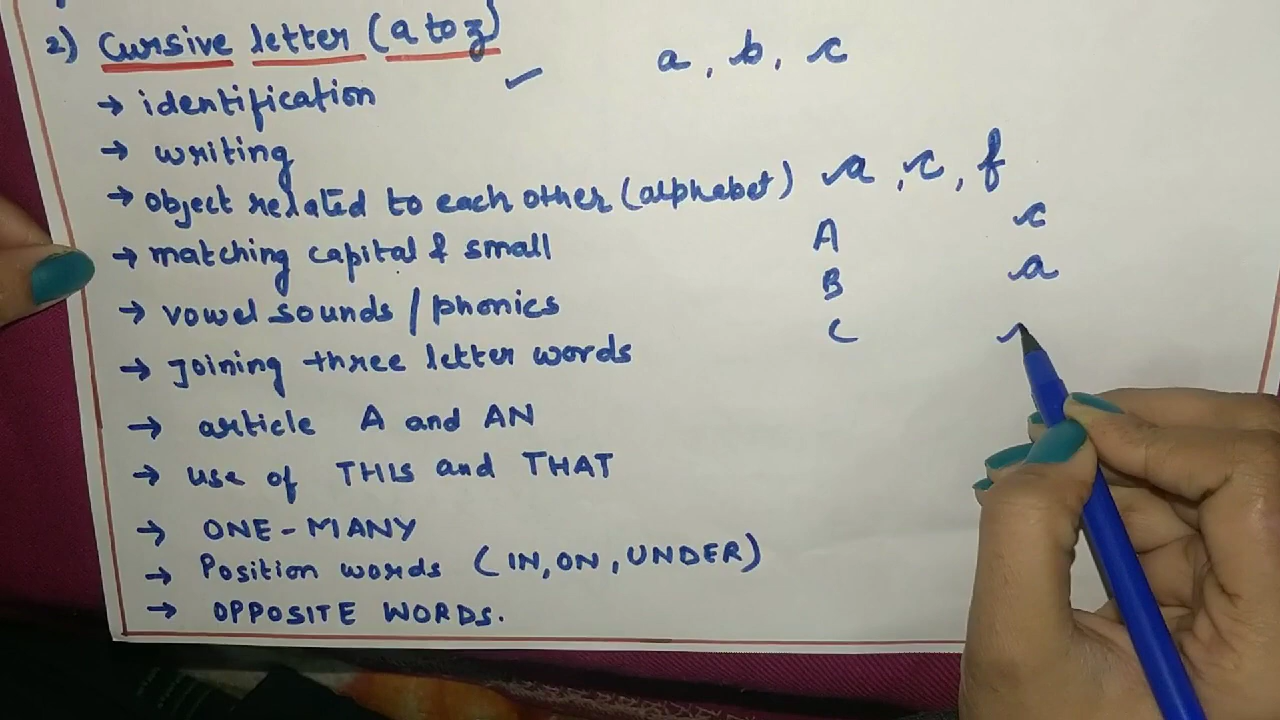 2) Cursive letter (a to z)
a, b, c
→ identification ✓
→ writing
→ object related to each other (alphabet) a, c, f
→ matching capital & small
A c
B a
C
→ vowel sounds / phonics
→ joining three letter words
→ article A and AN
→ use of THIS and THAT
→ ONE - MANY
→ Position words (IN, ON, UNDER)
→ OPPOSITE WORDS.